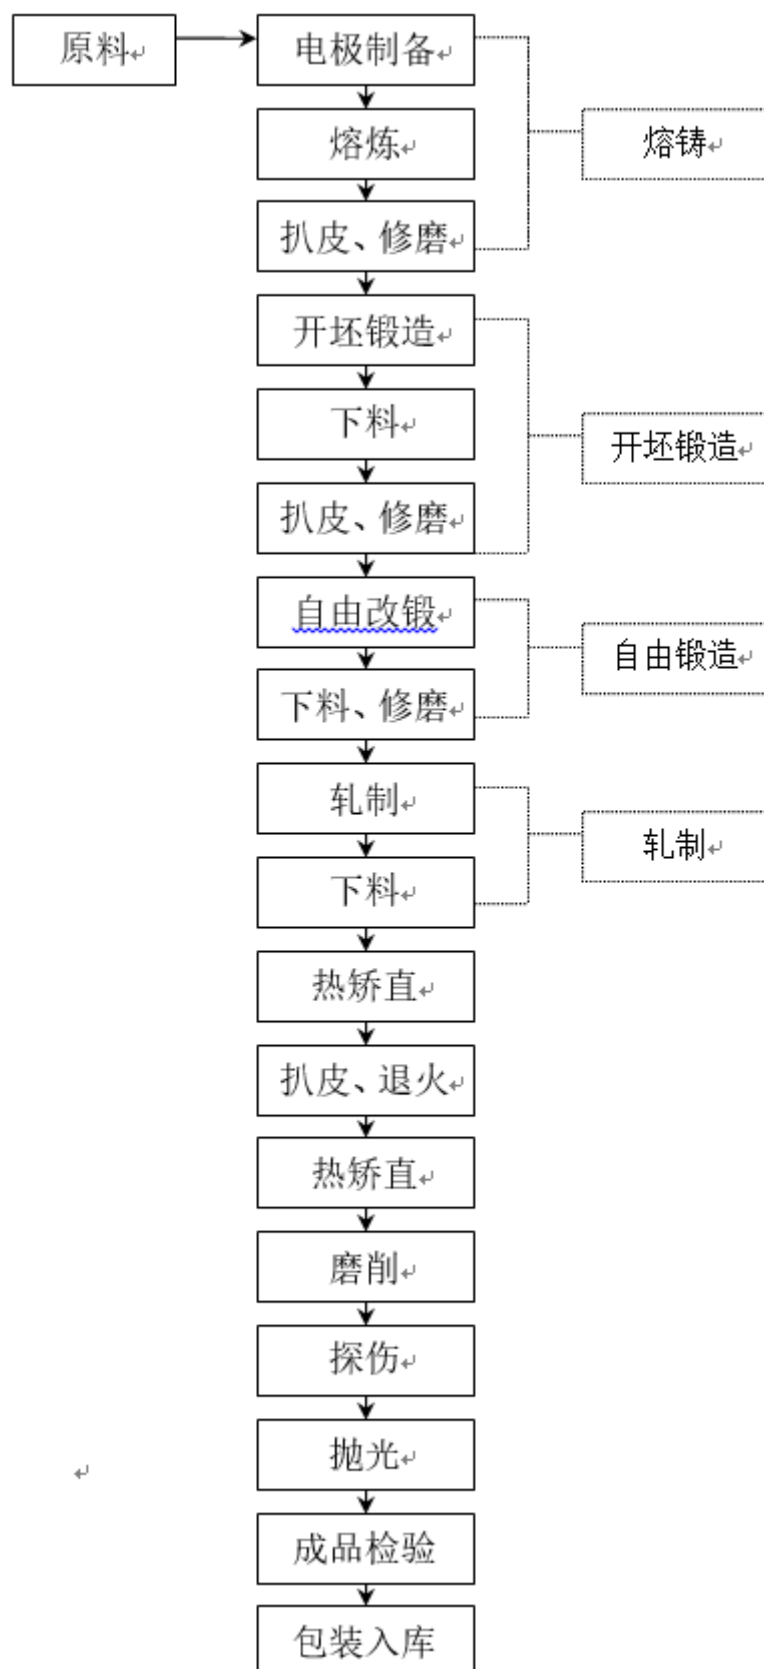 原料
电极制备
熔炼
熔铸
扒皮、修磨
开坯锻造
下料
开坯锻造
扒皮、修磨
自由改锻
自由锻造
下料、修磨
轧制
轧制
下料
热矫直
扒皮、退火
热矫直
磨削
探伤
抛光
成品检验
包装入库